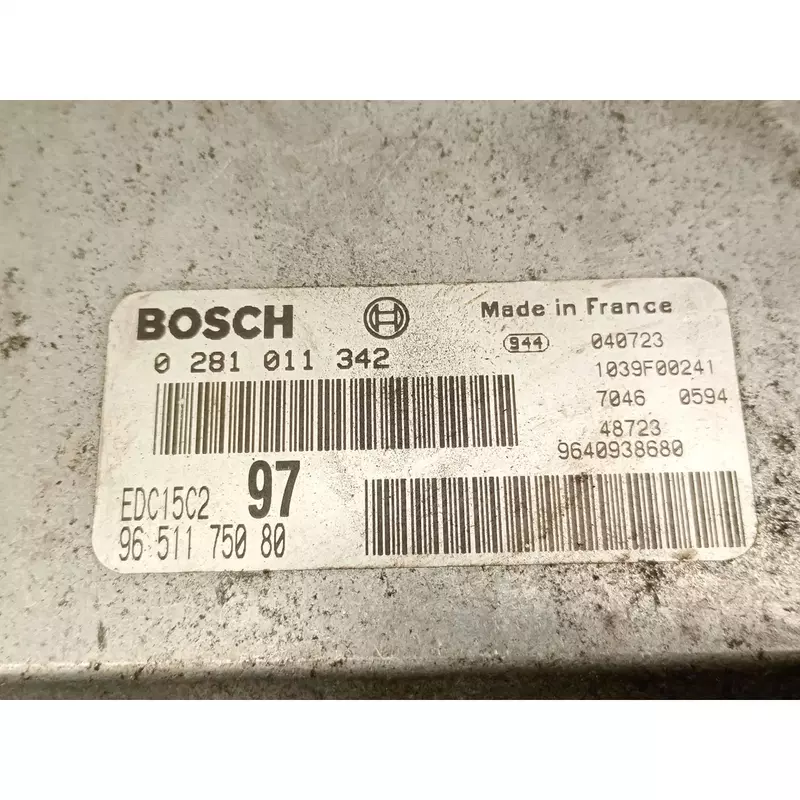 BOSCH
Made in France
0 281 011 342
944 040723
1039F00241
7046 0594
48723
9640938680
EDC15C2 97
96 511 750 80